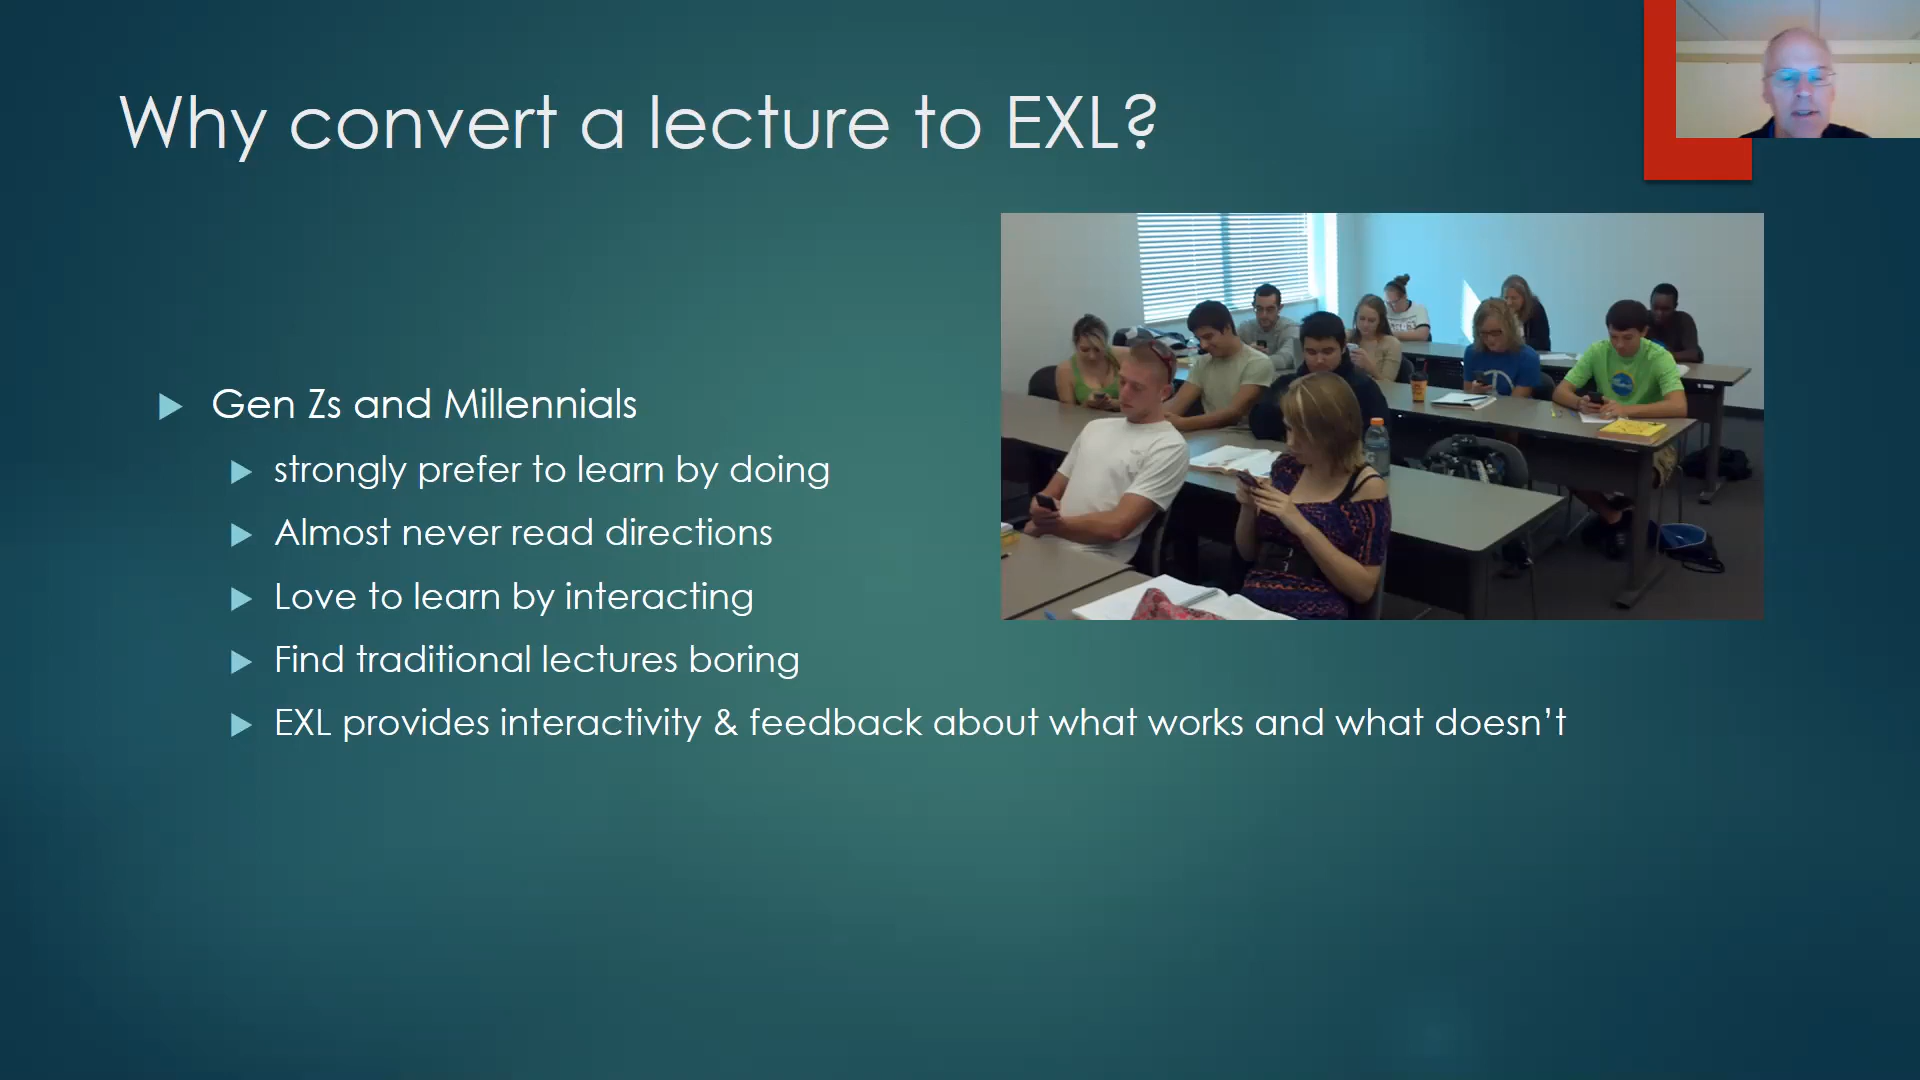 Why convert a lecture to EXL?
Gen Zs and Millennials
strongly prefer to learn by doing
Almost never read directions
Love to learn by interacting
Find traditional lectures boring
EXL provides interactivity & feedback about what works and what doesn’t